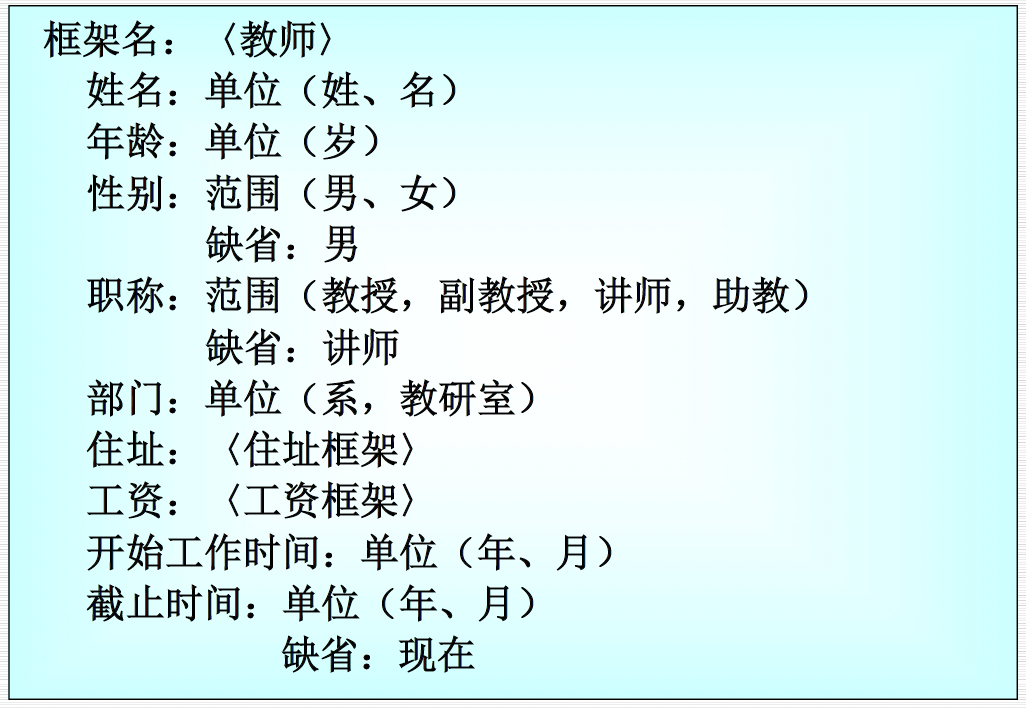 框架名：〈教师〉
姓名：单位（姓、名）
年龄：单位（岁）
性别：范围（男、女）
缺省：男
职称：范围（教授，副教授，讲师，助教）
缺省：讲师
部门：单位（系，教研室）
住址：〈住址框架〉
工资：〈工资框架〉
开始工作时间：单位（年、月）
截止时间：单位（年、月）
缺省：现在